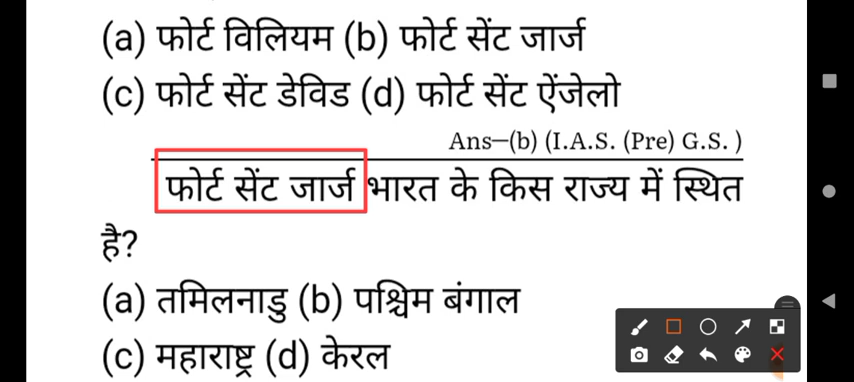 (a) फोर्ट विलियम (b) फोर्ट सेंट जार्ज
(c) फोर्ट सेंट डेविड (d) फोर्ट सेंट ऐंजेलो
Ans—(b) (I.A.S. (Pre) G.S. )
फोर्ट सेंट जार्ज भारत के किस राज्य में स्थित
है?
(a) तमिलनाडु (b) पश्चिम बंगाल
(c) महाराष्ट्र (d) केरल